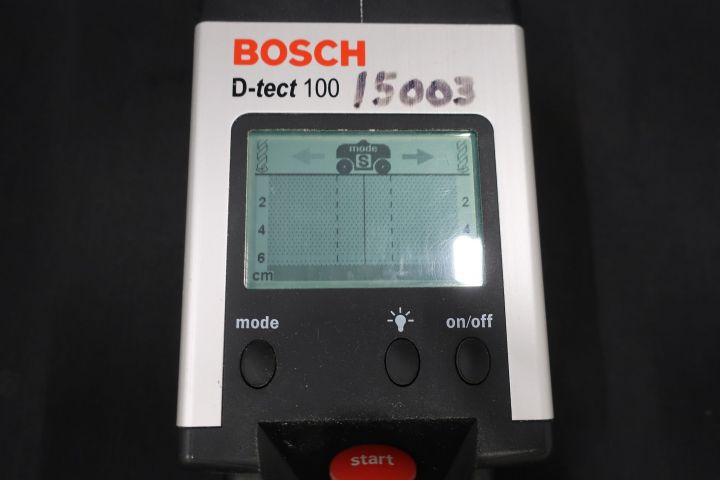 BOSCH
D-tect 100 15003
mode
S
2 2
4 4
6
cm
mode on/off
start